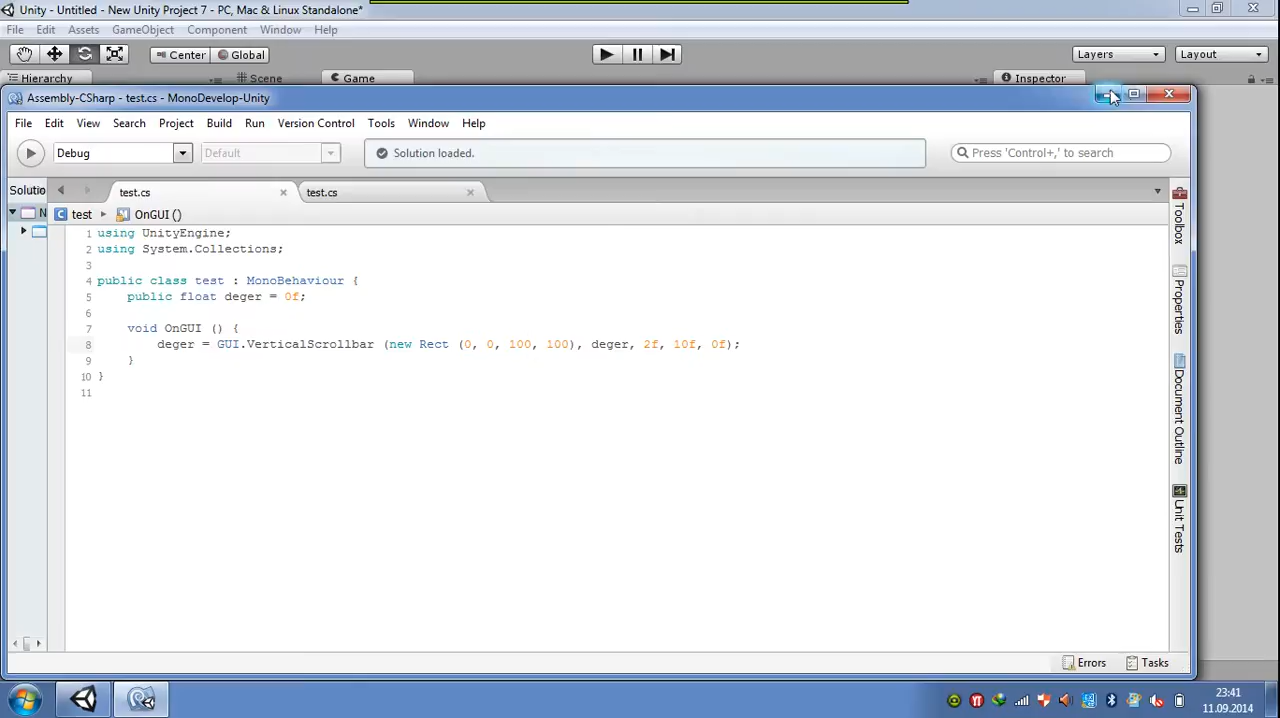 Unity - Untitled - New Unity Project 7 - PC, Mac & Linux Standalone*
File Edit Assets GameObject Component Window Help
Center Global Layers Layout
Hierarchy Scene Game Inspector
Assembly-CSharp - test.cs - MonoDevelop-Unity
File Edit View Search Project Build Run Version Control Tools Window Help
Debug Default Solution loaded. Press 'Control+,' to search
Solutio test.cs test.cs
test OnGUI ()
1 using UnityEngine;
2 using System.Collections;
3
4 public class test : MonoBehaviour {
5 public float deger = 0f;
6
7 void OnGUI () {
8 deger = GUI.VerticalScrollbar (new Rect (0, 0, 100, 100), deger, 2f, 10f, 0f);
9 }
10 }
11
Toolbox
Properties
Document Outline
Unit Tests
Errors Tasks
23:41
11.09.2014